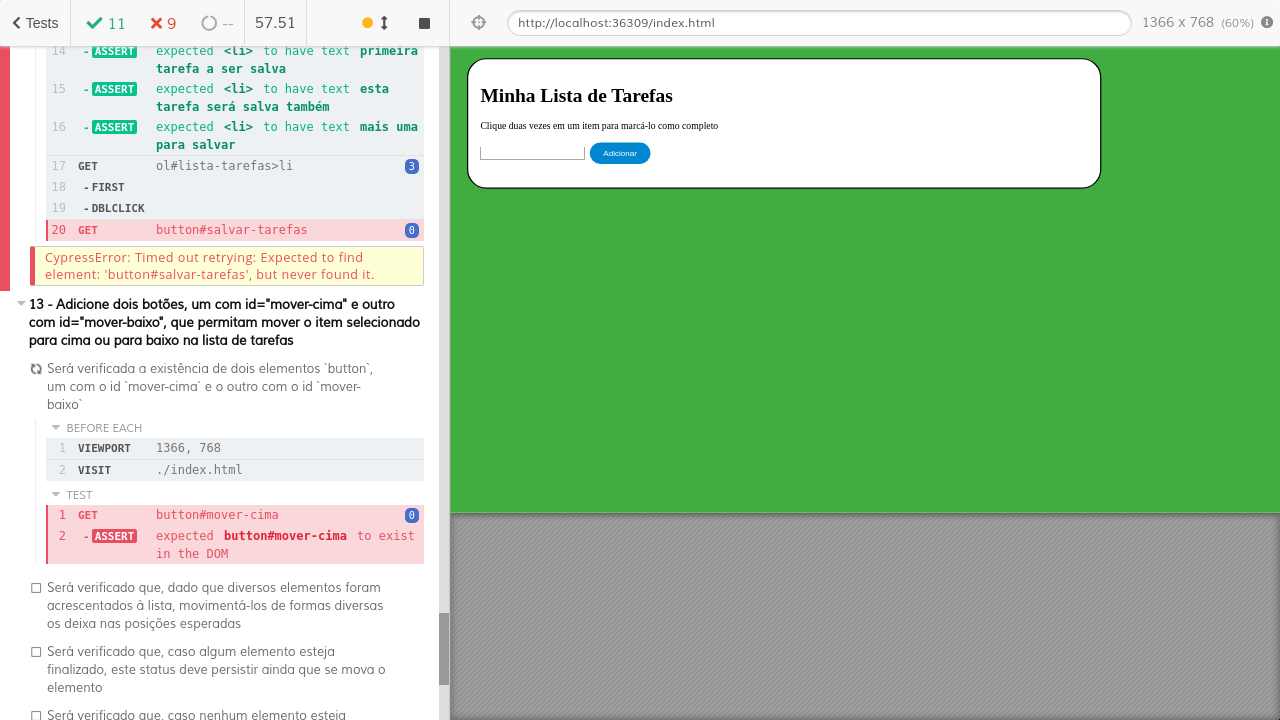 Tests
11
9
--
57.51
http://localhost:36309/index.html
1366 x 768 (60%)
14 - ASSERT expected <li> to have text primeira
tarefa a ser salva
15 - ASSERT expected <li> to have text esta
tarefa será salva também
16 - ASSERT expected <li> to have text mais uma
para salvar
17 GET ol#lista-tarefas>li 3
18 - FIRST
19 - DBLCLICK
20 GET button#salvar-tarefas 0
CypressError: Timed out retrying: Expected to find
element: 'button#salvar-tarefas', but never found it.
13 - Adicione dois botões, um com id="mover-cima" e outro
com id="mover-baixo", que permitam mover o item selecionado
para cima ou para baixo na lista de tarefas
Será verificada a existência de dois elementos `button`,
um com o id `mover-cima` e o outro com o id `mover-
baixo`
BEFORE EACH
1 VIEWPORT 1366, 768
2 VISIT ./index.html
TEST
1 GET button#mover-cima 0
2 - ASSERT expected button#mover-cima to exist
in the DOM
Será verificado que, dado que diversos elementos foram
acrescentados à lista, movimentá-los de formas diversas
os deixa nas posições esperadas
Será verificado que, caso algum elemento esteja
finalizado, este status deve persistir ainda que se mova o
elemento
Será verificado que, caso nenhum elemento esteja
Minha Lista de Tarefas
Clique duas vezes em um item para marcá-lo como completo
Adicionar